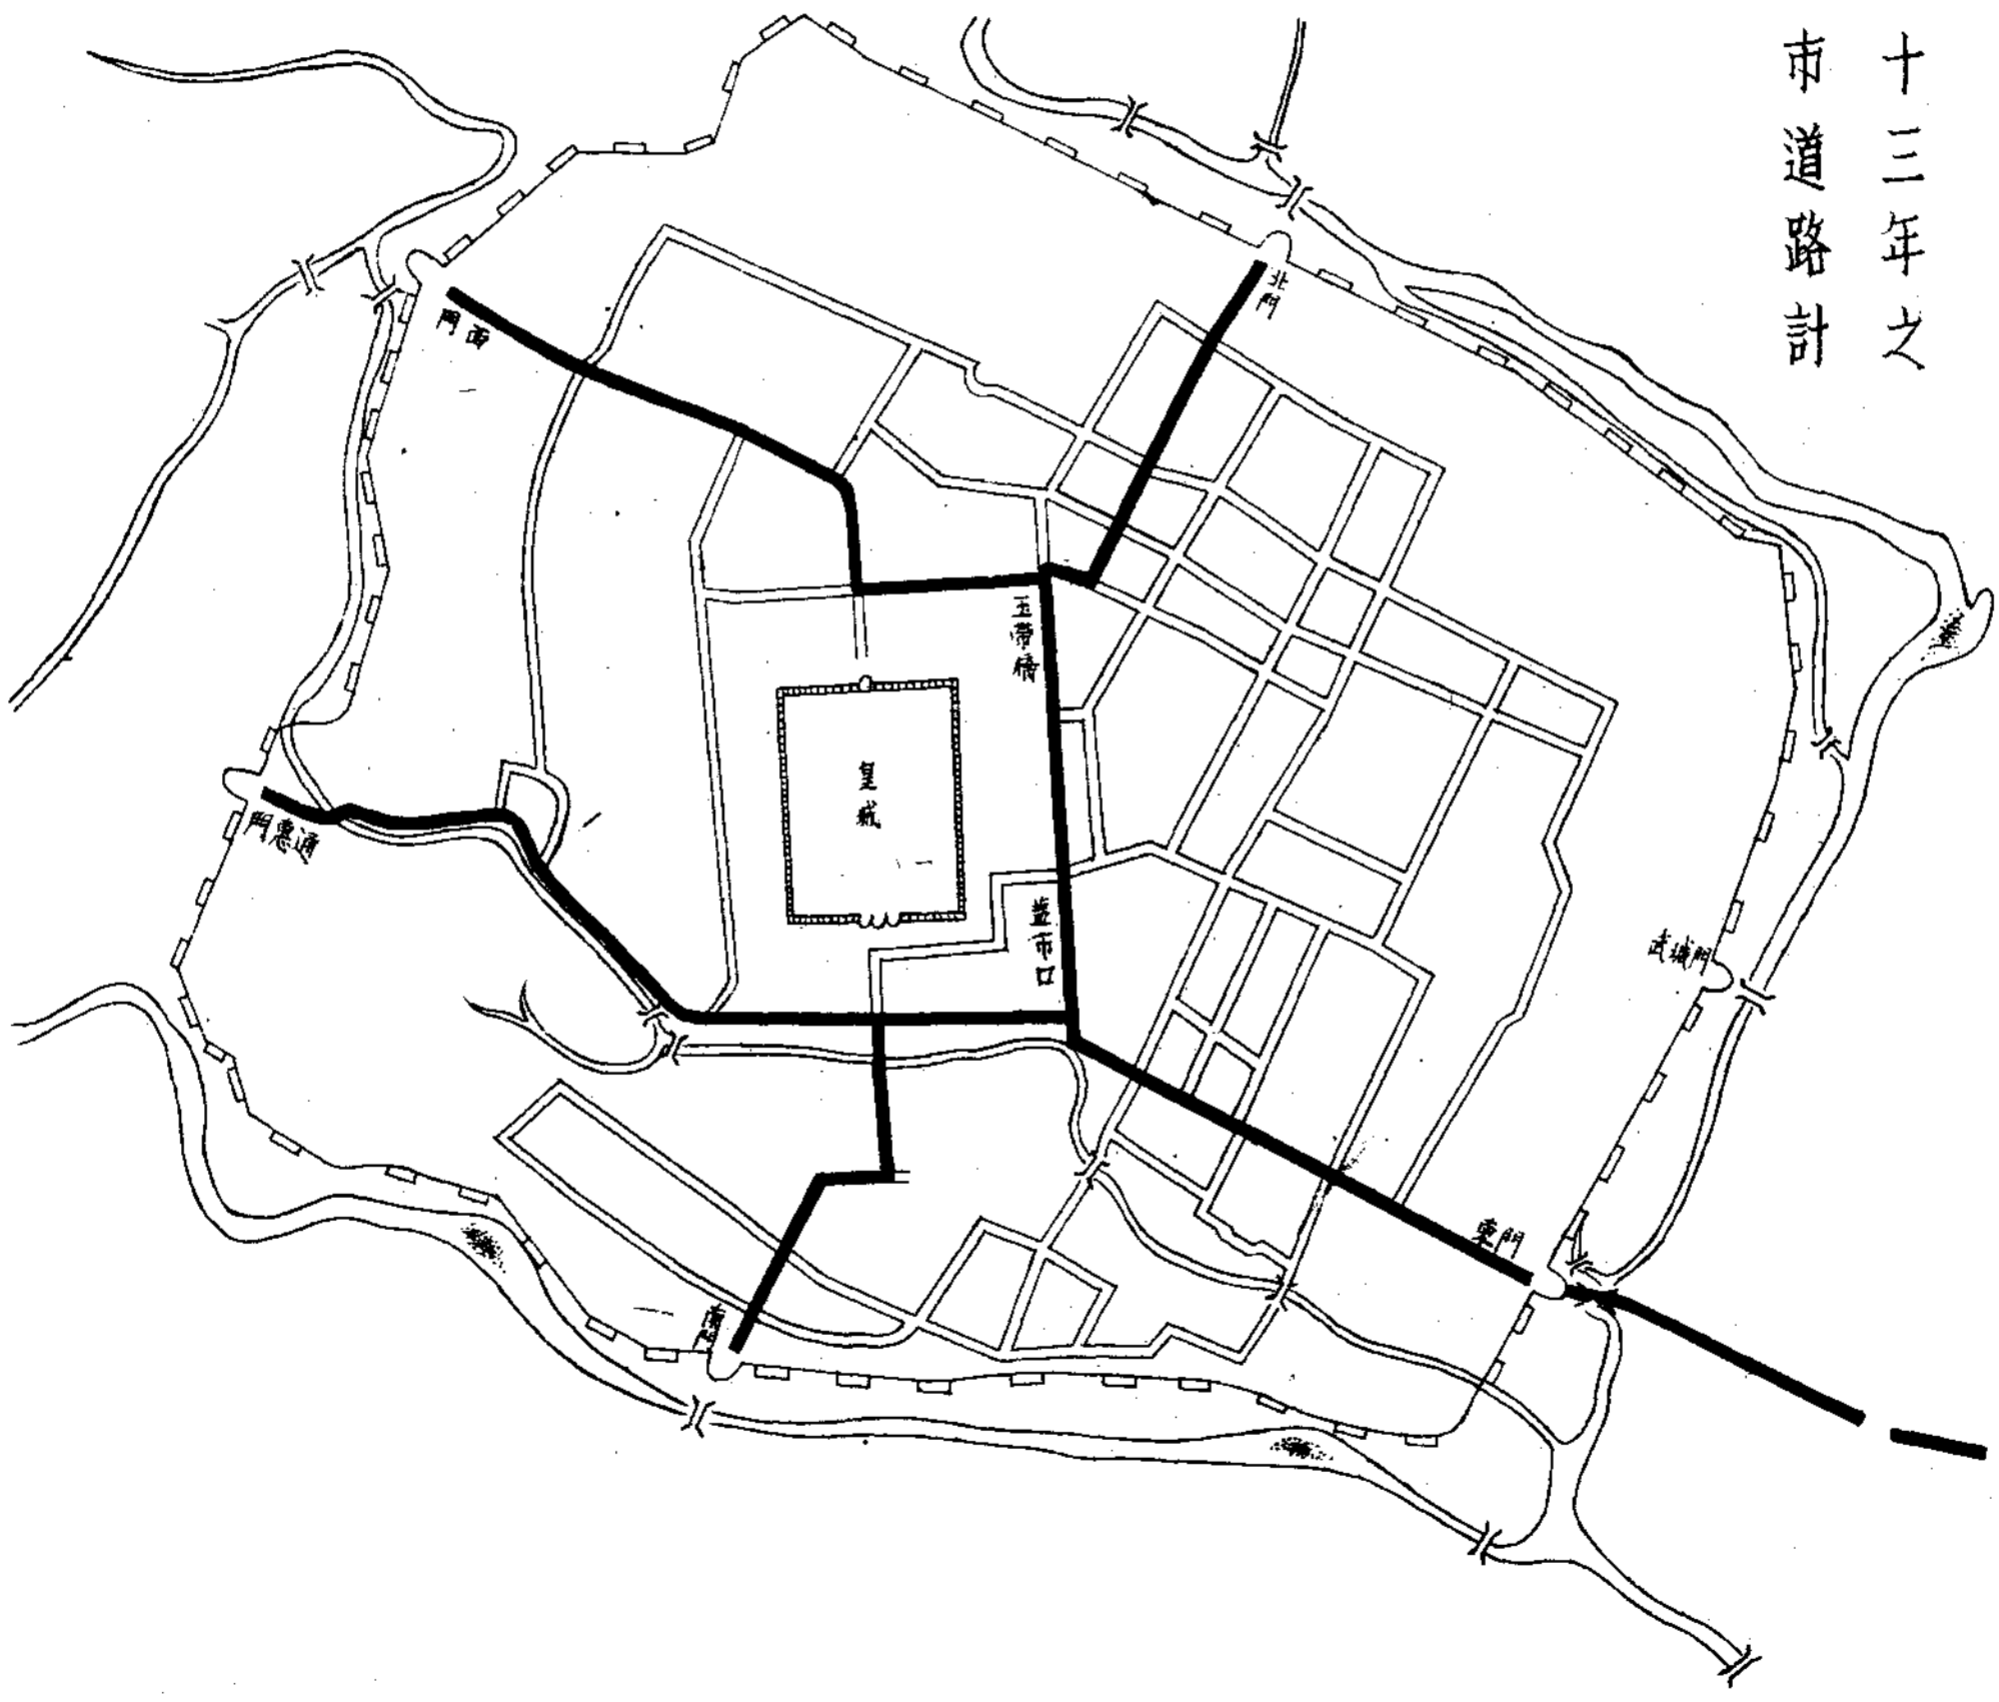 十三年之
市道路計
北門
門西
玉帶橋
皇城
門惠通
盐市口
武城門
東門
南門